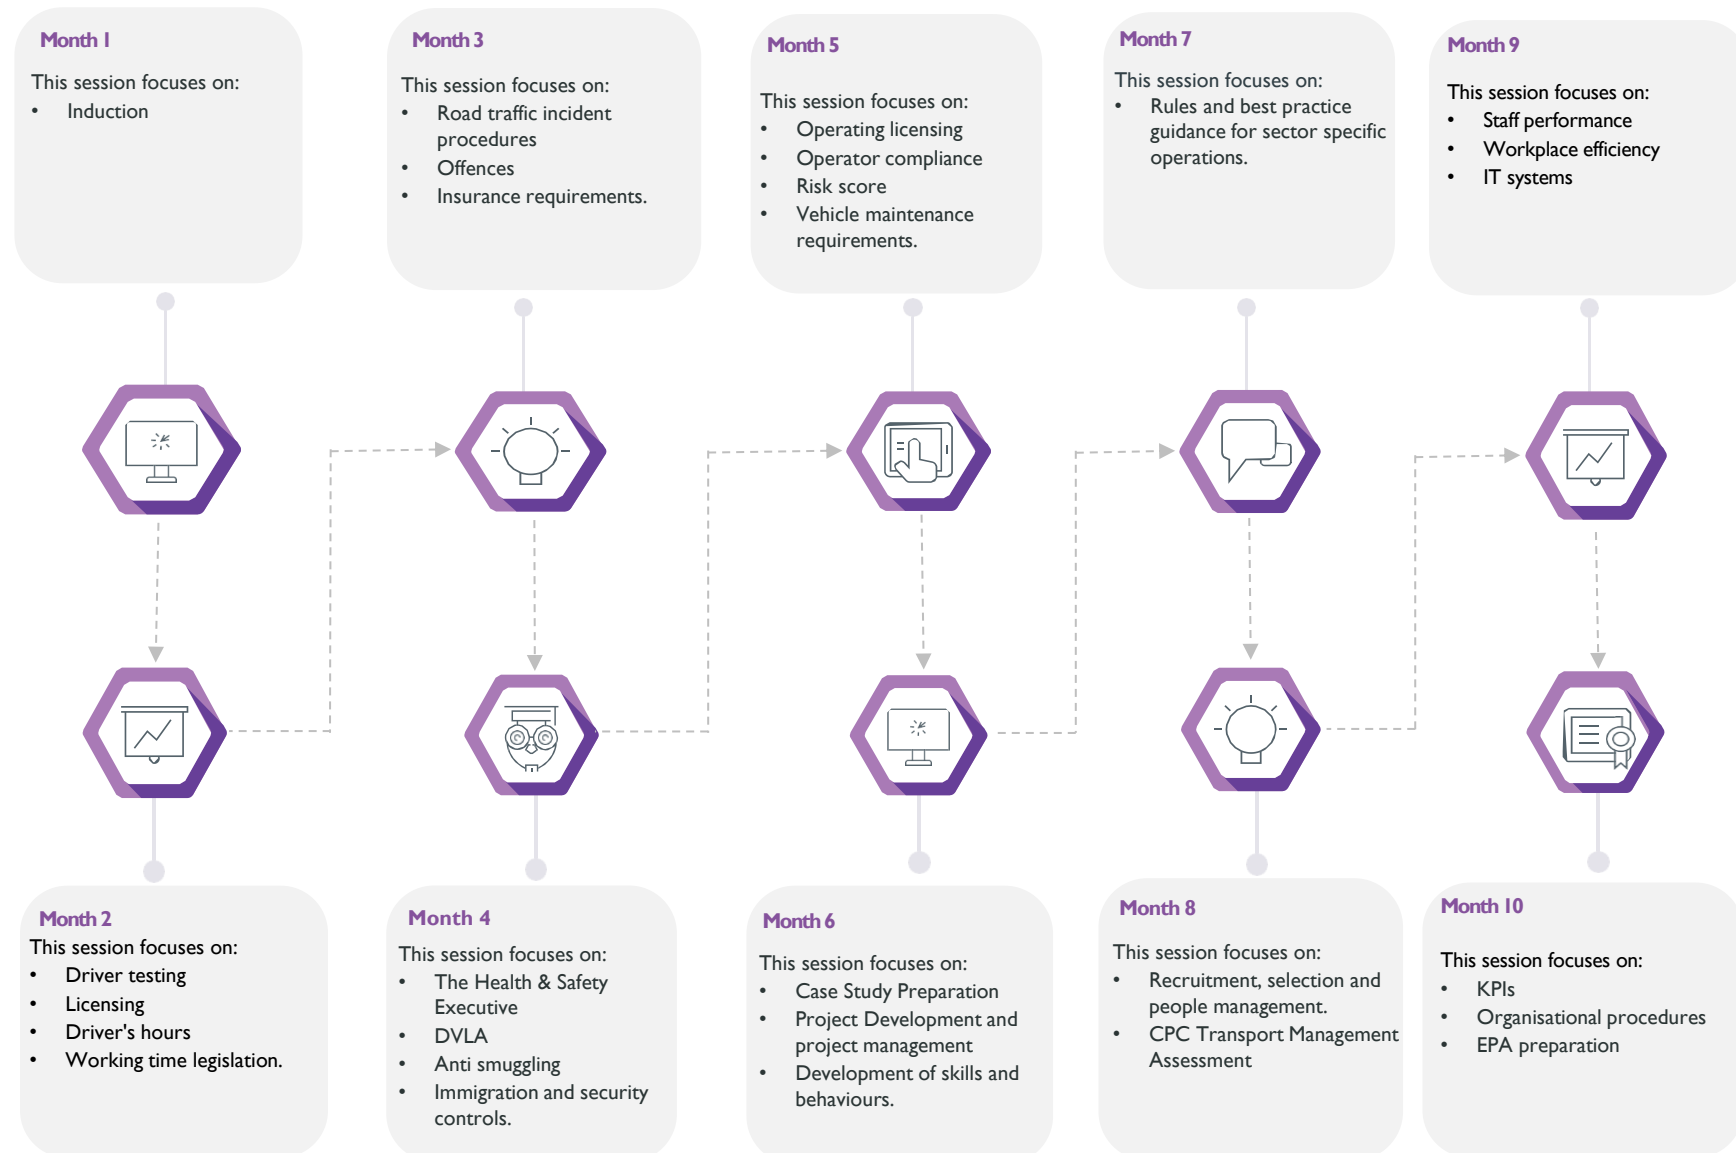 Month 1
This session focuses on:
• Induction
Month 2
This session focuses on:
• Driver testing
• Licensing
• Driver's hours
• Working time legislation.
Month 3
This session focuses on:
• Road traffic incident
procedures
• Offences
• Insurance requirements.
Month 4
This session focuses on:
• The Health & Safety
Executive
• DVLA
• Anti smuggling
• Immigration and security
controls.
Month 5
This session focuses on:
• Operating licensing
• Operator compliance
• Risk score
• Vehicle maintenance
requirements.
Month 6
This session focuses on:
• Case Study Preparation
• Project Development and
project management
• Development of skills and
behaviours.
Month 7
This session focuses on:
• Rules and best practice
guidance for sector specific
operations.
Month 8
This session focuses on:
• Recruitment, selection and
people management.
• CPC Transport Management
Assessment
Month 9
This session focuses on:
• Staff performance
• Workplace efficiency
• IT systems
Month 10
This session focuses on:
• KPIs
• Organisational procedures
• EPA preparation